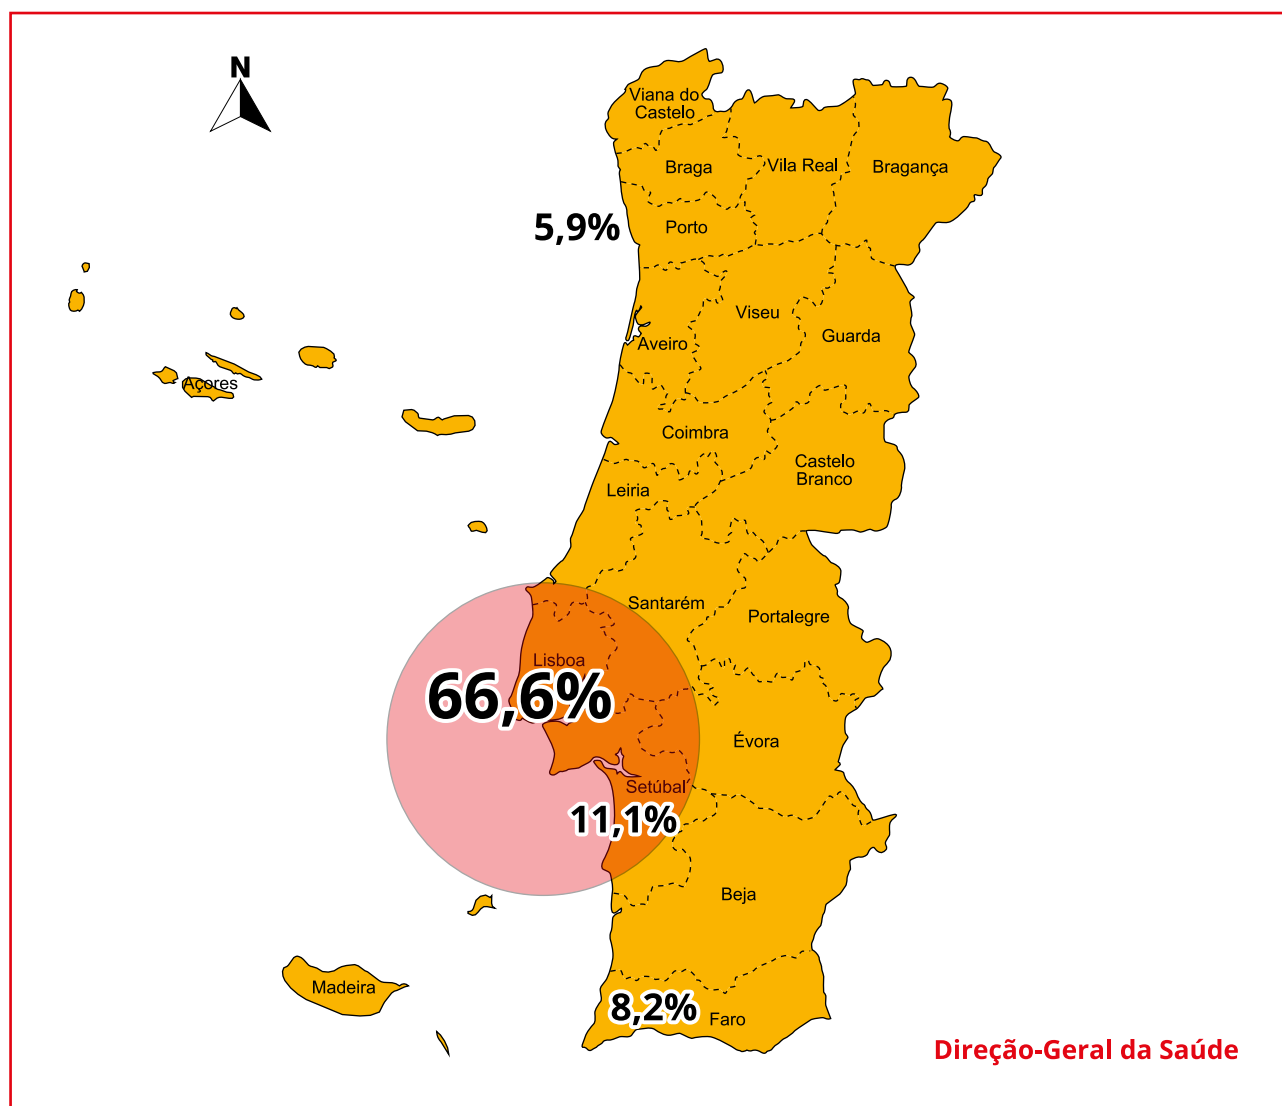 N
Viana do
Castelo
Braga
Vila Real
Bragança
5,9%
Porto
Viseu
Guarda
Aveiro
Açores
Coimbra
Castelo
Branco
Leiria
Santarém
Portalegre
Lisboa
66,6%
Évora
Setúbal
11,1%
Beja
Madeira
8,2%
Faro
Direção-Geral da Saúde